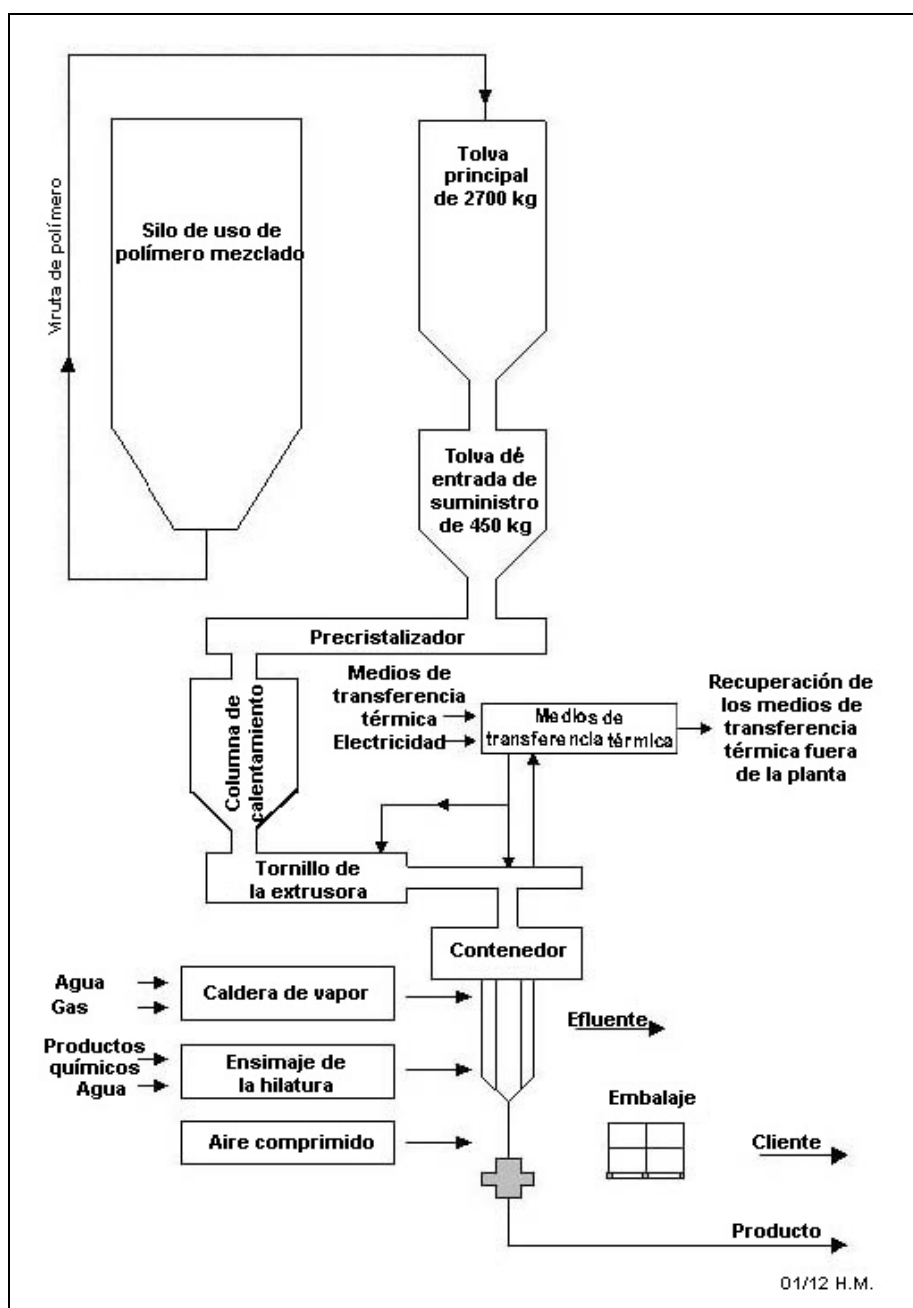 Viruta de polímero
Silo de uso de
polímero mezclado
Tolva
principal
de 2700 kg
Tolva de
entrada de
suministro
de 450 kg
Precristalizador
Columna de
calentamiento
Medios de
transferencia
térmica
Electricidad
Medios de
transferencia térmica
Recuperación de
los medios de
transferencia
térmica fuera
de la planta
Tornillo de
la extrusora
Contenedor
Agua
Gas
Caldera de vapor
Efluente
Productos
químicos
Agua
Ensimaje de
la hilatura
Aire comprimido
Embalaje
Cliente
Producto
01/12 H.M.